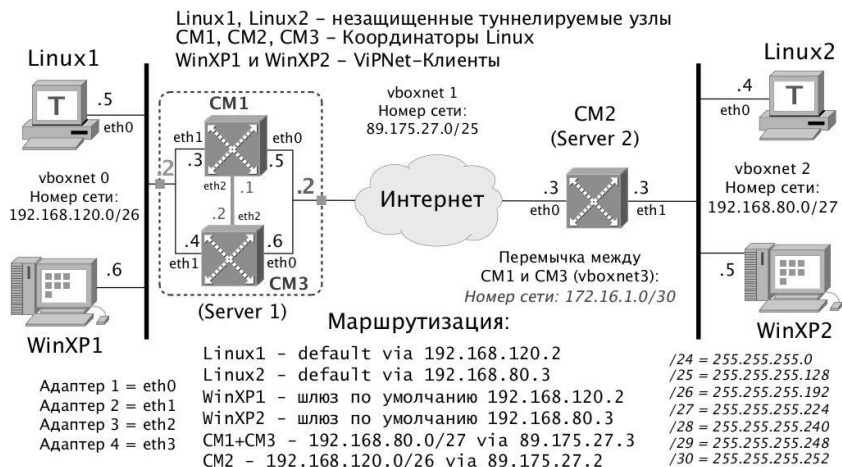 Linux1, Linux2 – незащищенные туннелируемые узлы
CM1, CM2, CM3 – Координаторы Linux
WinXP1 и WinXP2 – ViPNet-Клиенты
Linux1
T
.5
eth0
vboxnet 0
Номер сети:
192.168.120.0/26
.6
WinXP1
CM1
eth1
eth0
.2
.3
.5
eth2
.1
.2
.2
eth2
.4
.6
eth1
eth0
CM3
(Server 1)
vboxnet 1
Номер сети:
89.175.27.0/25
Интернет
CM2
(Server 2)
.3
.3
eth0
eth1
Перемычка между
CM1 и CM3 (vboxnet3):
Номер сети: 172.16.1.0/30
Linux2
.4
T
eth0
vboxnet 2
Номер сети:
192.168.80.0/27
.5
WinXP2
Маршрутизация:
Linux1 - default via 192.168.120.2
Linux2 - default via 192.168.80.3
WinXP1 - шлюз по умолчанию 192.168.120.2
WinXP2 - шлюз по умолчанию 192.168.80.3
CM1+CM3 - 192.168.80.0/27 via 89.175.27.3
CM2 - 192.168.120.0/26 via 89.175.27.2
Адаптер 1 = eth0
Адаптер 2 = eth1
Адаптер 3 = eth2
Адаптер 4 = eth3
/24 = 255.255.255.0
/25 = 255.255.255.128
/26 = 255.255.255.192
/27 = 255.255.255.224
/28 = 255.255.255.240
/29 = 255.255.255.248
/30 = 255.255.255.252